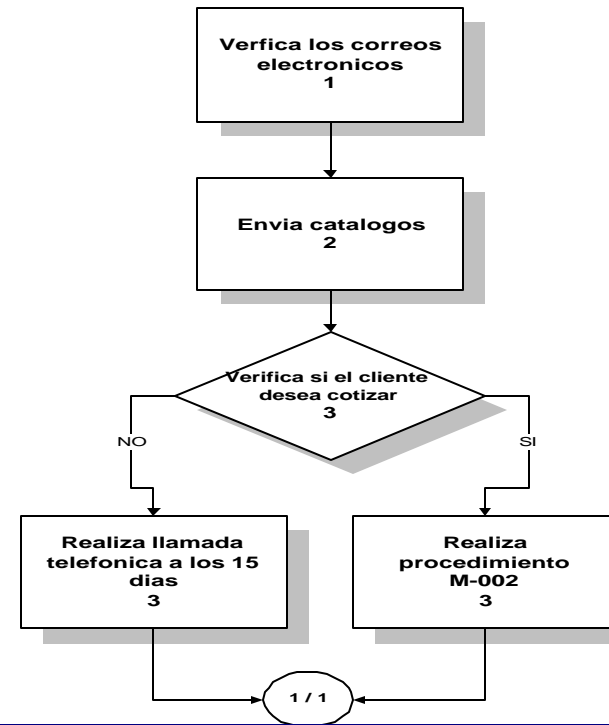 Verfica los correos
electronicos
1
Envia catalogos
2
Verifica si el cliente
desea cotizar
3
NO
SI
Realiza llamada
telefonica a los 15
dias
3
Realiza
procedimiento
M-002
3
1 / 1